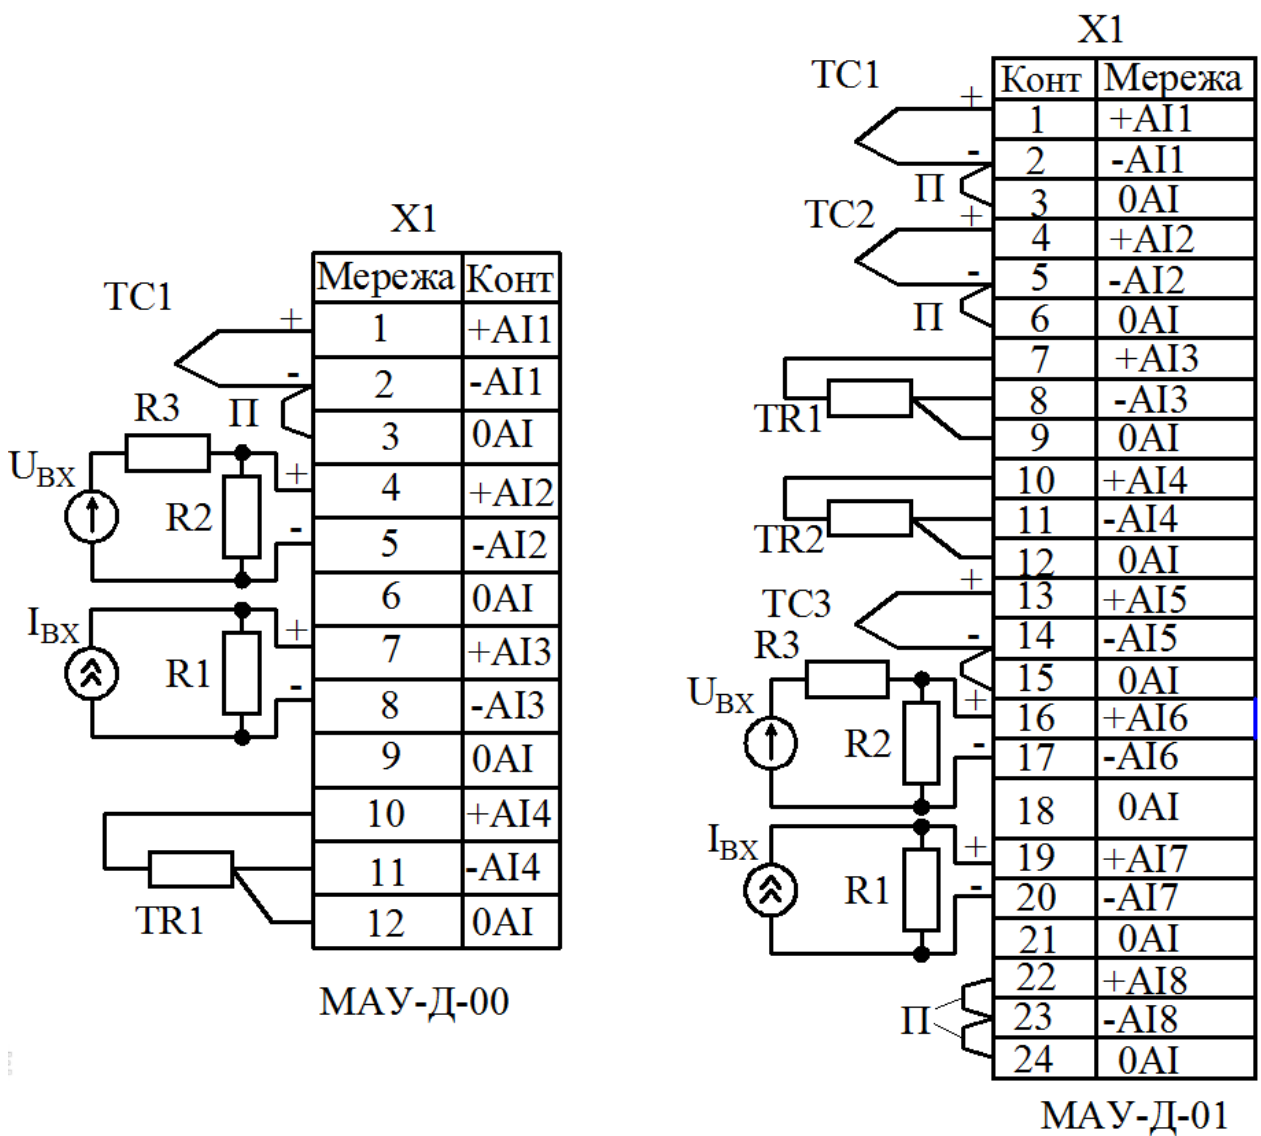 X1
Мережа Конт
TC1
+
1 +AI1
-
2 -AI1
R3 П
3 0AI
UВХ
+
4 +AI2
R2
-
5 -AI2
6 0AI
IВХ
+
7 +AI3
R1
-
8 -AI3
9 0AI
10 +AI4
11 -AI4
TR1
12 0AI
МАУ-Д-00
X1
Конт Мережа
TC1
+
1 +AI1
-
2 -AI1
П
3 0AI
TC2
+
4 +AI2
-
5 -AI2
П
6 0AI
7 +AI3
8 -AI3
TR1
9 0AI
10 +AI4
11 -AI4
TR2
12 0AI
TC3
+
13 +AI5
-
14 -AI5
R3
15 0AI
UВХ
+
16 +AI6
R2
-
17 -AI6
18 0AI
IВХ
+
19 +AI7
R1
-
20 -AI7
21 0AI
22 +AI8
П
23 -AI8
24 0AI
МАУ-Д-01